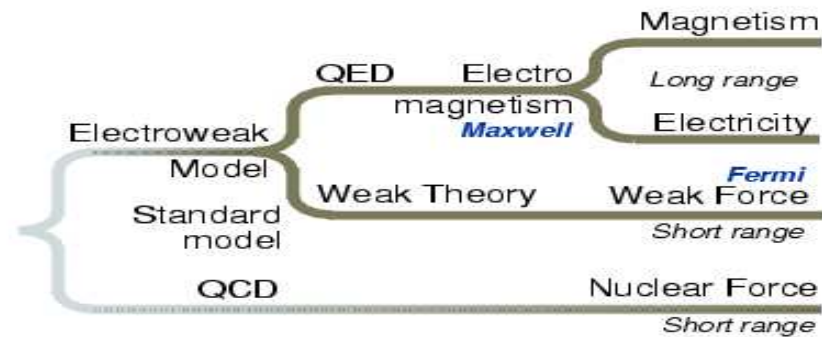 Magnetism
QED Electro
Long range
magnetism
Maxwell
Electricity
Electroweak
Model
Fermi
Weak Theory
Weak Force
Standard
model
Short range
QCD
Nuclear Force
Short range